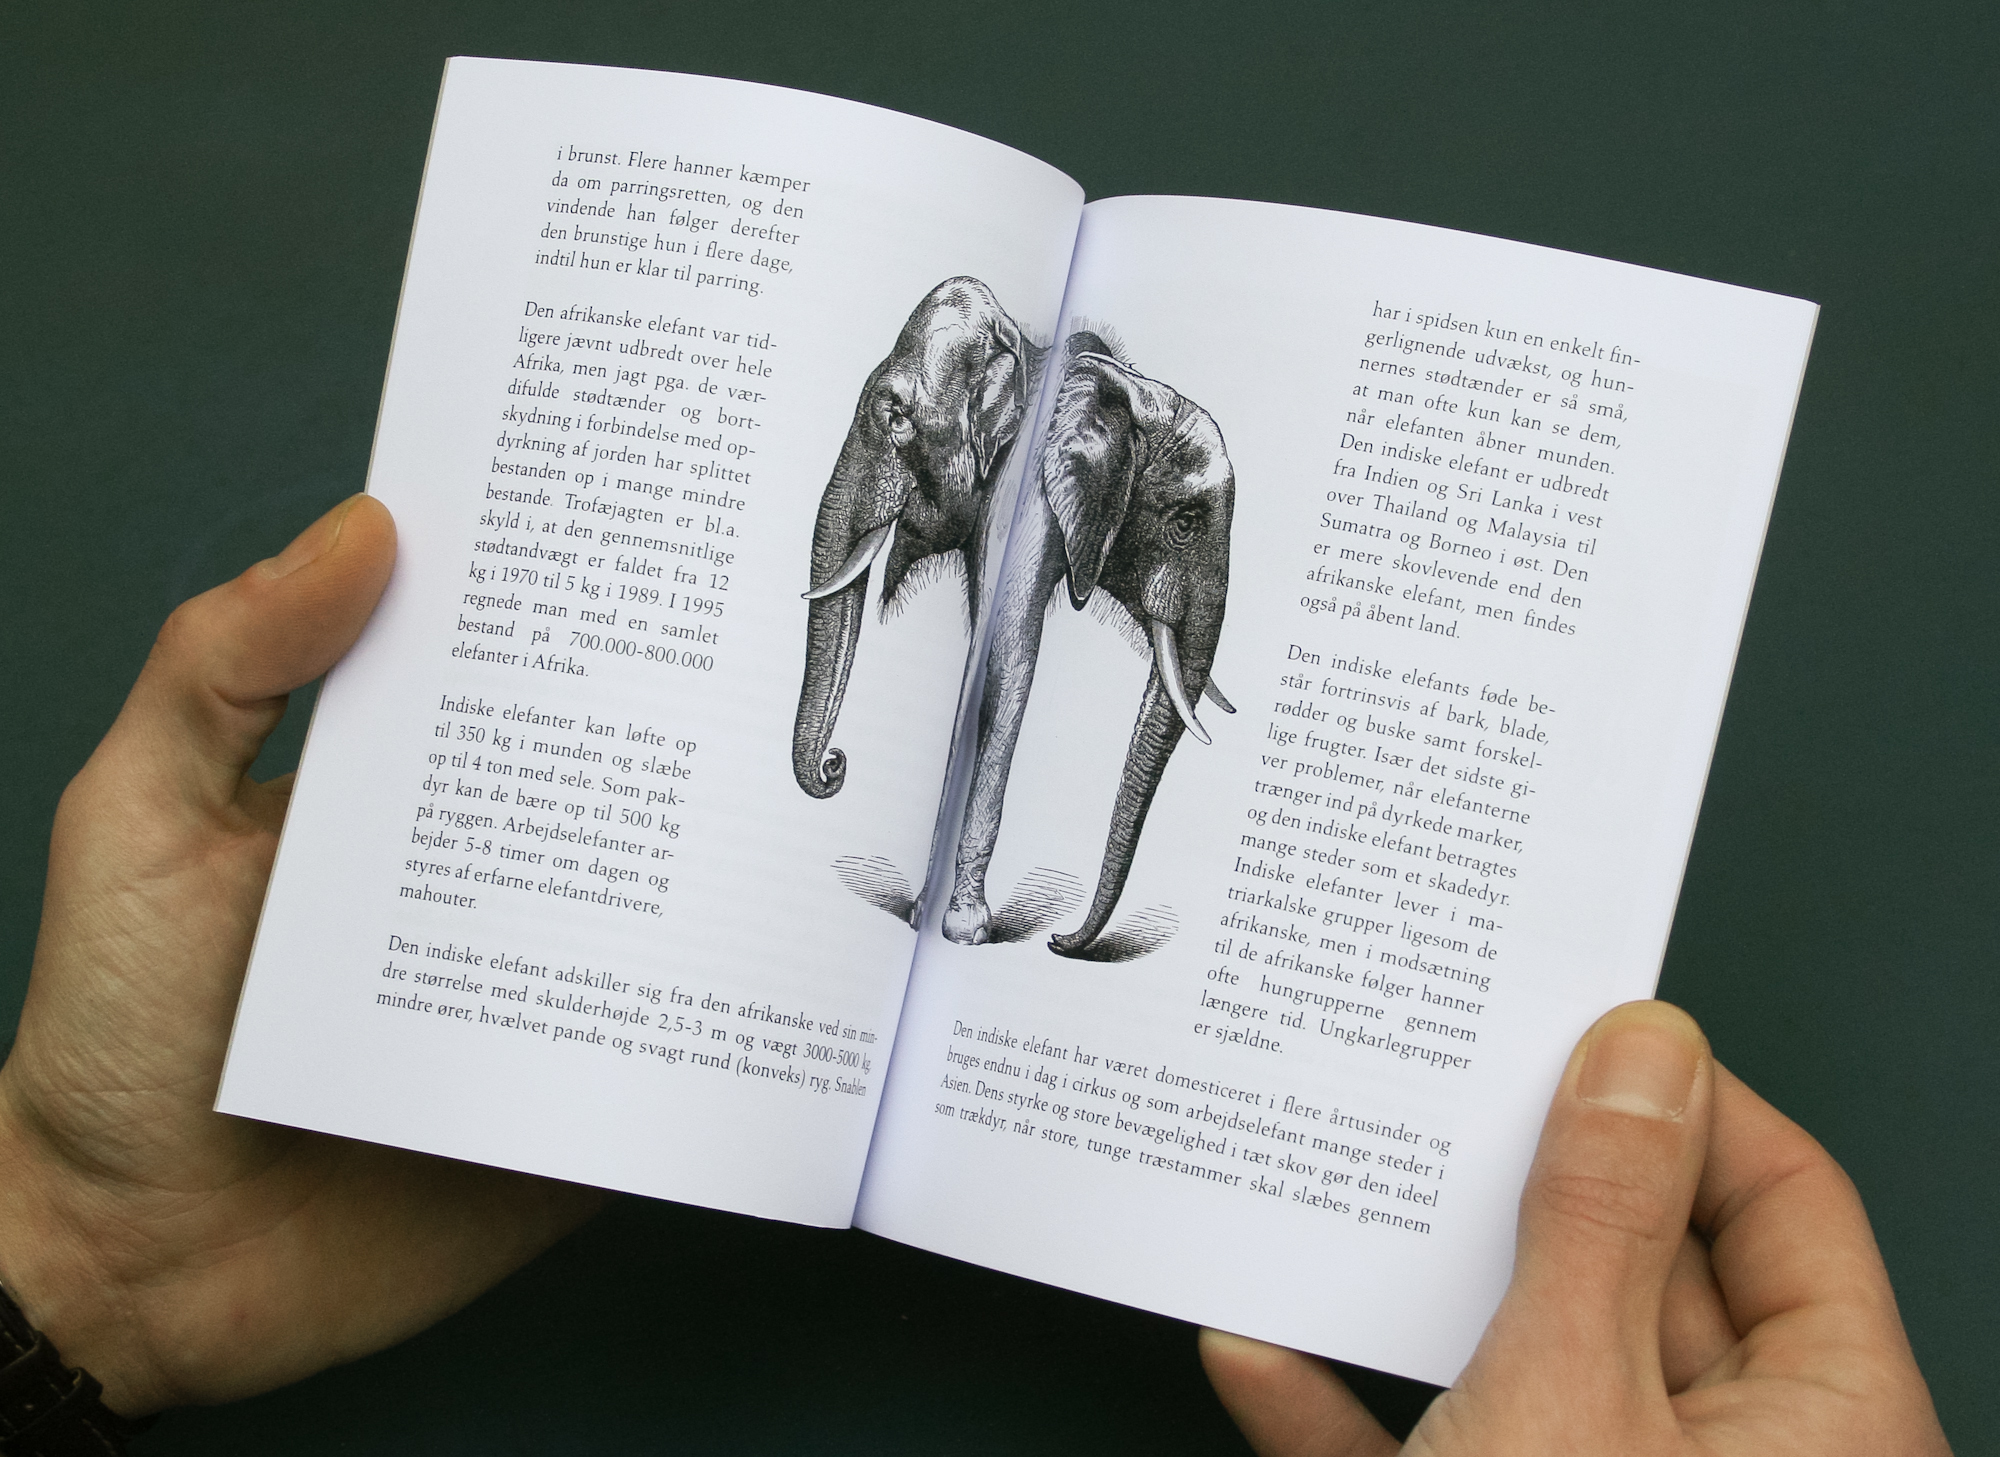 i brunst. Flere hanner kæmper
da om parringsretten, og den
vindende han følger derefter
den brunstige hun i flere dage,
indtil hun er klar til parring.
Den afrikanske elefant var tid-
ligere jævnt udbredt over hele
Afrika, men jagt pga. de vær-
difulde stødtænder og bort-
skydning i forbindelse med op-
dyrkning af jorden har splittet
bestanden op i mange mindre
bestande. Trofæjagten er bl.a.
skyld i, at den gennemsnitlige
stødtandvægt er faldet fra 12
kg i 1970 til 5 kg i 1989. I 1995
regnede man med en samlet
bestand på 700.000-800.000
elefanter i Afrika.
Indiske elefanter kan løfte op
til 350 kg i munden og slæbe
op til 4 ton med sele. Som pak-
dyr kan de bære op til 500 kg
på ryggen. Arbejdselefanter ar-
bejder 5-8 timer om dagen og
styres af erfarne elefantdrivere,
mahouter.
Den indiske elefant adskiller sig fra den afrikanske ved sin min-
dre størrelse med skulderhøjde 2,5-3 m og vægt 3000-5000 kg,
mindre ører, hvælvet pande og svagt rund (konveks) ryg. Snablen
har i spidsen kun en enkelt fin-
gerlignende udvækst, og hun-
nernes stødtænder er så små,
at man ofte kun kan se dem,
når elefanten åbner munden.
Den indiske elefant er udbredt
fra Indien og Sri Lanka i vest
over Thailand og Malaysia til
Sumatra og Borneo i øst. Den
er mere skovlevende end den
afrikanske elefant, men findes
også på åbent land.
Den indiske elefants føde be-
står fortrinsvis af bark, blade,
rødder og buske samt forskel-
lige frugter. Især det sidste gi-
ver problemer, når elefanterne
trænger ind på dyrkede marker,
og den indiske elefant betragtes
mange steder som et skadedyr.
Indiske elefanter lever i ma-
triarkalske grupper ligesom de
afrikanske, men i modsætning
til de afrikanske følger hanner
ofte hungrupperne gennem
længere tid. Ungkarlegrupper
er sjældne.
Den indiske elefant har været domesticeret i flere årtusinder og
bruges endnu i dag i cirkus og som arbejdselefant mange steder i
Asien. Dens styrke og store bevægelighed i tæt skov gør den ideel
som trækdyr, når store, tunge træstammer skal slæbes gennem